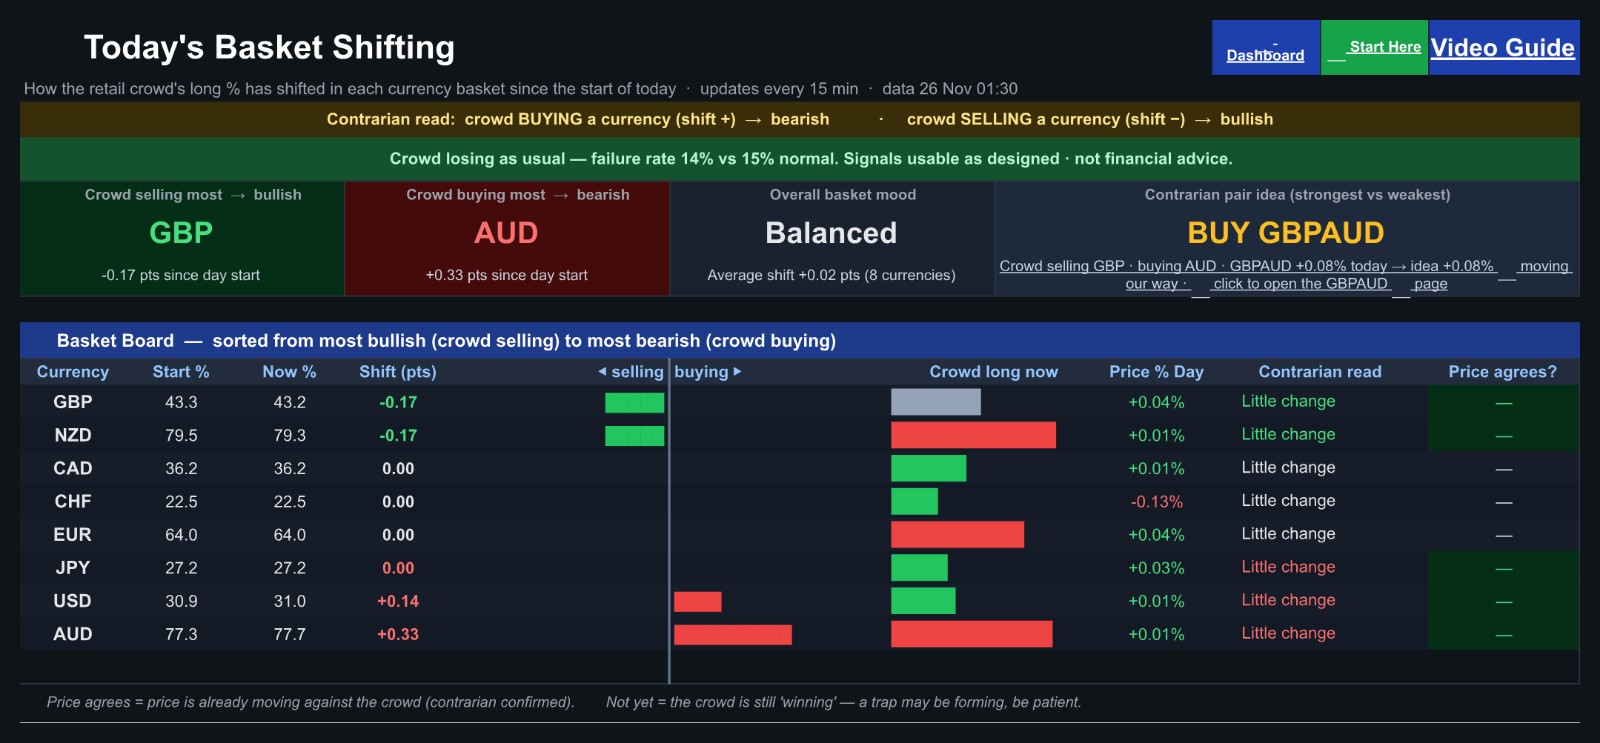 Today's Basket Shifting
Dashboard
Start Here
Video Guide
How the retail crowd's long % has shifted in each currency basket since the start of today · updates every 15 min · data 26 Nov 01:30
Contrarian read: crowd BUYING a currency (shift +) → bearish · crowd SELLING a currency (shift −) → bullish
Crowd losing as usual — failure rate 14% vs 15% normal. Signals usable as designed · not financial advice.
Crowd selling most → bullish
GBP
-0.17 pts since day start
Crowd buying most → bearish
AUD
+0.33 pts since day start
Overall basket mood
Balanced
Average shift +0.02 pts (8 currencies)
Contrarian pair idea (strongest vs weakest)
BUY GBPAUD
Crowd selling GBP · buying AUD · GBPAUD +0.08% today → idea +0.08% __ moving
our way · __ click to open the GBPAUD __ page
Basket Board — sorted from most bullish (crowd selling) to most bearish (crowd buying)
Currency Start % Now % Shift (pts) ◄ selling buying ► Crowd long now Price % Day Contrarian read Price agrees?
GBP 43.3 43.2 -0.17 +0.04% Little change —
NZD 79.5 79.3 -0.17 +0.01% Little change —
CAD 36.2 36.2 0.00 +0.01% Little change —
CHF 22.5 22.5 0.00 -0.13% Little change —
EUR 64.0 64.0 0.00 +0.04% Little change —
JPY 27.2 27.2 0.00 +0.03% Little change —
USD 30.9 31.0 +0.14 +0.01% Little change —
AUD 77.3 77.7 +0.33 +0.01% Little change —
Price agrees = price is already moving against the crowd (contrarian confirmed). Not yet = the crowd is still 'winning' — a trap may be forming, be patient.